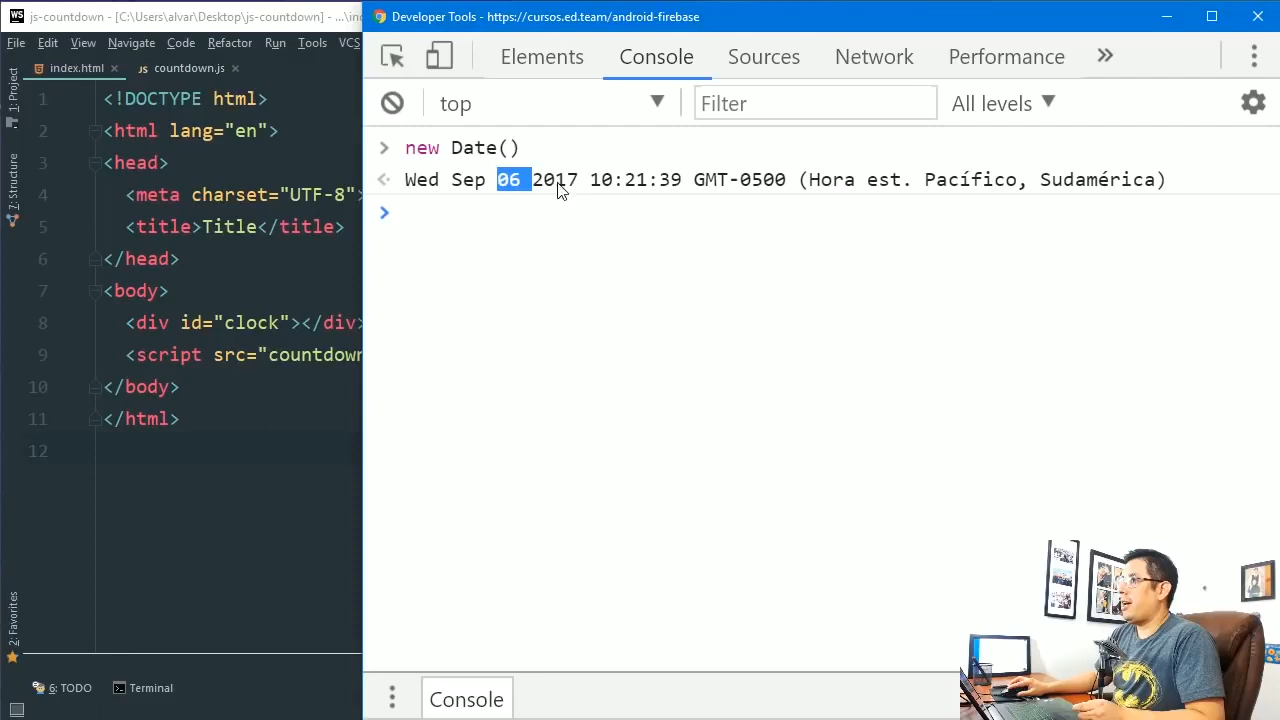 WS js-countdown - [C:\Users\alvar\Desktop\js-countdown] - ...\inc
File Edit View Navigate Code Refactor Run Tools VCS
index.html JS countdown.js
1: Project
7: Structure
2: Favorites
1 <!DOCTYPE html>
2 <html lang="en">
3 <head>
4 <meta charset="UTF-8">
5 <title>Title</title>
6 </head>
7 <body>
8 <div id="clock"></div>
9 <script src="countdown
10 </body>
11 </html>
12
6: TODO Terminal
Developer Tools - https://cursos.ed.team/android-firebase
Elements Console Sources Network Performance »
top Filter All levels
> new Date()
Wed Sep 06 2017 10:21:39 GMT-0500 (Hora est. Pacífico, Sudamérica)
>
Console